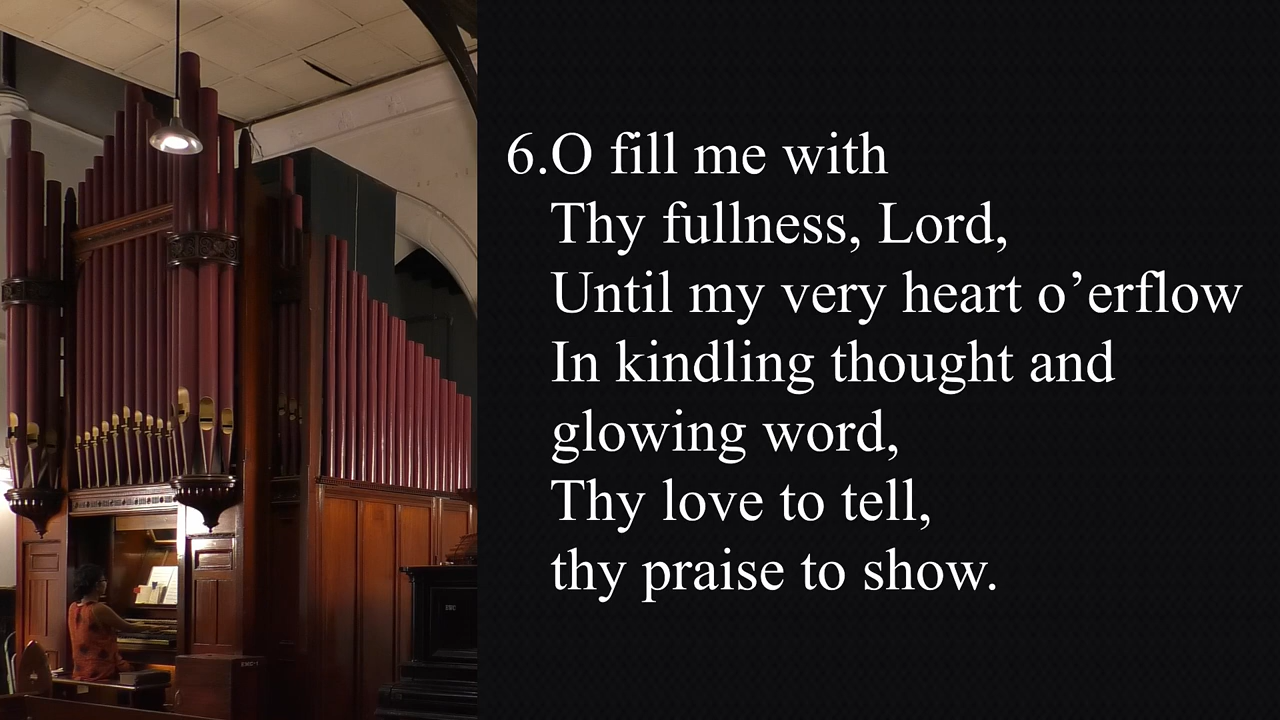 6.O fill me with
Thy fullness, Lord,
Until my very heart o’erflow
In kindling thought and
glowing word,
Thy love to tell,
thy praise to show.